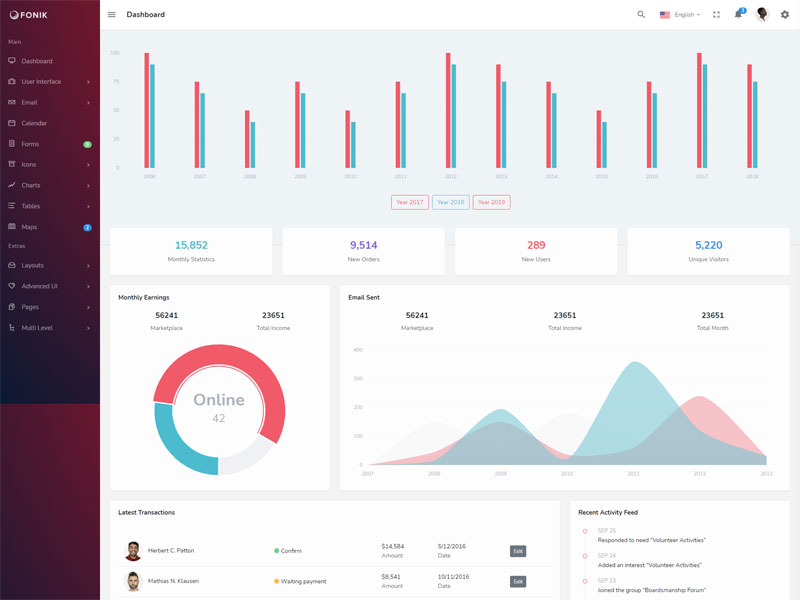 FONIK
Dashboard
English
3
Main
Dashboard
User Interface
Email
Calendar
Forms
Icons
Charts
Tables
Maps
2
Extras
Layouts
Advanced UI
Pages
Multi Level
100
75
50
25
0
2006 2007 2008 2009 2010 2011 2012 2013 2014 2015 2016 2017 2018
Year 2017 Year 2018 Year 2019
15,852
Monthly Statistics
9,514
New Orders
289
New Users
5,220
Unique Visitors
Monthly Earnings
56241
Marketplace
23651
Total Income
Online
42
Email Sent
56241
Marketplace
23651
Total Income
23651
Total Month
400
300
200
100
0
2007 2008 2009 2010 2011 2012 2013
Latest Transactions
Herbert C. Patton Confirm $14,584 5/12/2016 Edit
Amount Date
Mathias N. Klausen Waiting payment $8,541 10/11/2016 Edit
Amount Date
Recent Activity Feed
SEP 25
Responded to need "Volunteer Activities"
SEP 24
Added an interest "Volunteer Activities"
SEP 23
Joined the group "Boardsmanship Forum"